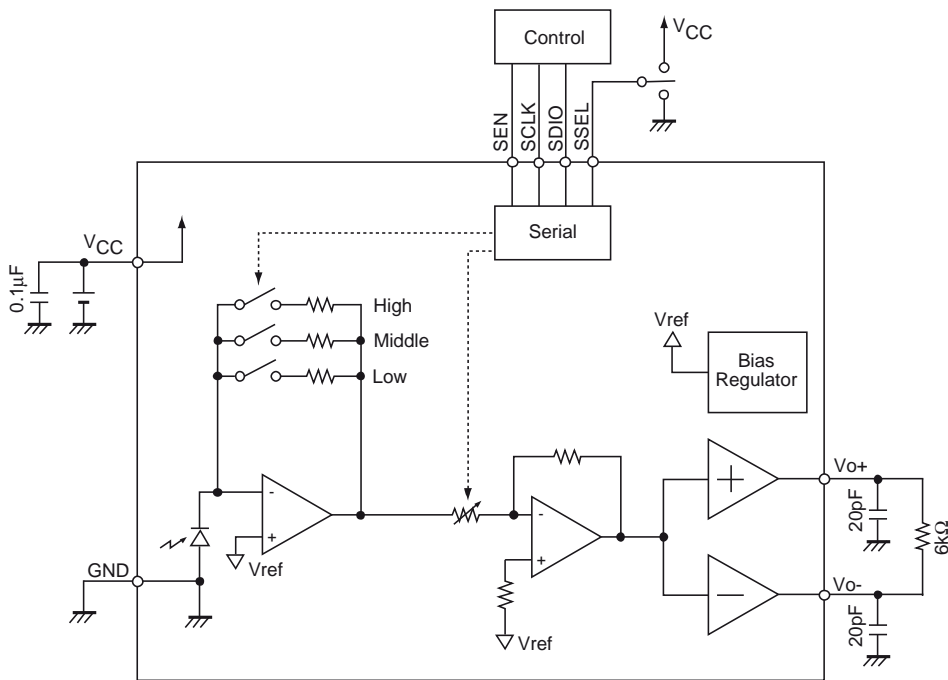 Control
VCC
SEN
SCLK
SDIO
SSEL
Serial
VCC
0.1µF
High
Middle
Low
Vref
Bias
Regulator
-
+
Vref
GND
-
+
Vref
Vo+
20pF
6kΩ
Vo-
20pF